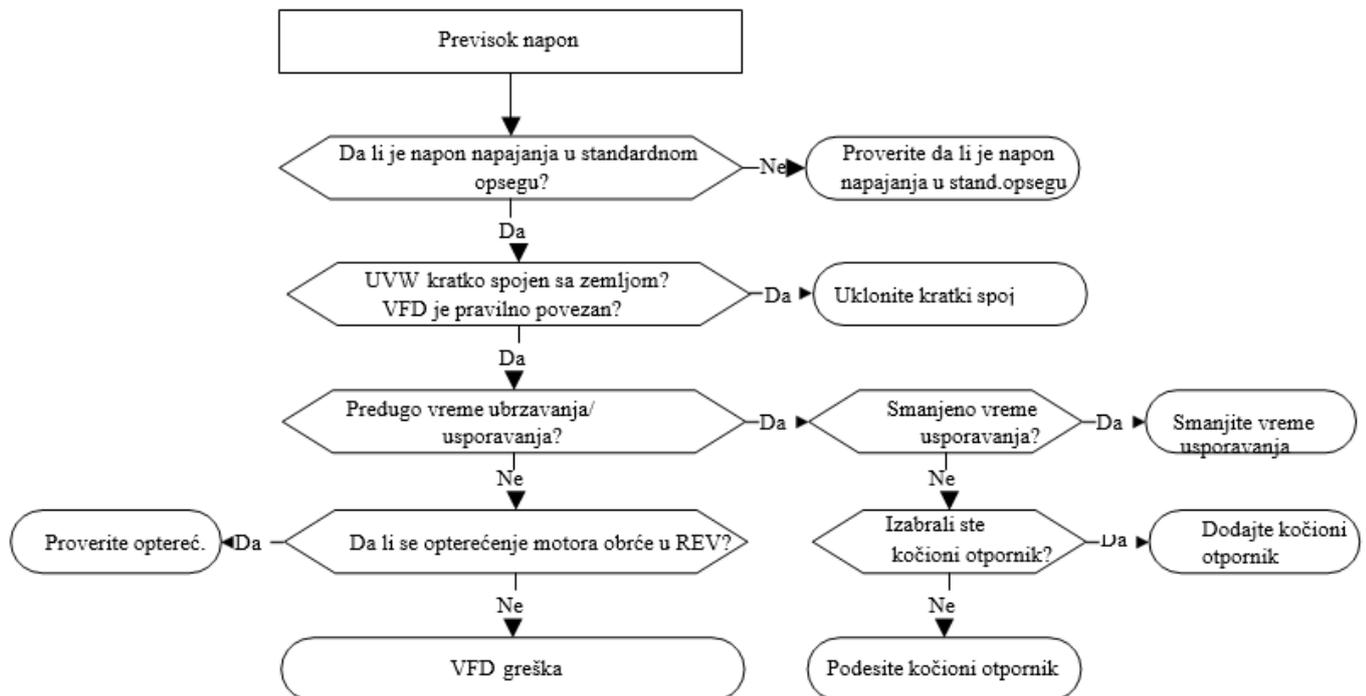 Previsok napon
Da li je napon napajanja u standardnom
opsegu?
Ne
Proverite da li je napon
napajanja u stand.opsegu
Da
UVW kratko spojen sa zemljom?
VFD je pravilno povezan?
Da
Uklonite kratki spoj
Da
Predugo vreme ubrzavanja/
usporavanja?
Da
Smanjeno vreme
usporavanja?
Da
Smanjite vreme
usporavanja
Ne
Ne
Proverite optereć.
Da
Da li se opterećenje motora obrće u REV?
Izabrali ste
kočioni otpornik?
Da
Dodajte kočioni
otpornik
Ne
Ne
VFD greška
Podesite kočioni otpornik